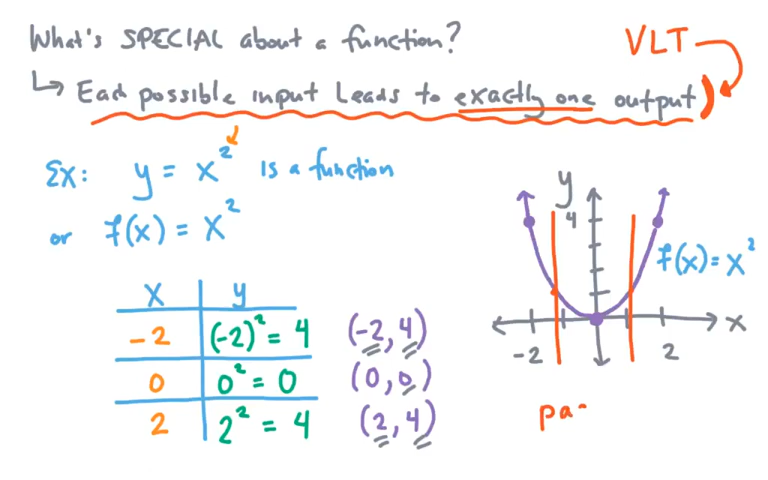 What's SPECIAL about a function?
VLT
↳ Each possible input leads to exactly one output
Ex: y = x² is a function
or f(x) = x²
x y
-2 (-2)² = 4 (-2, 4)
0 0² = 0 (0, 0)
2 2² = 4 (2, 4)
y
4
f(x) = x²
x
-2 2
pa